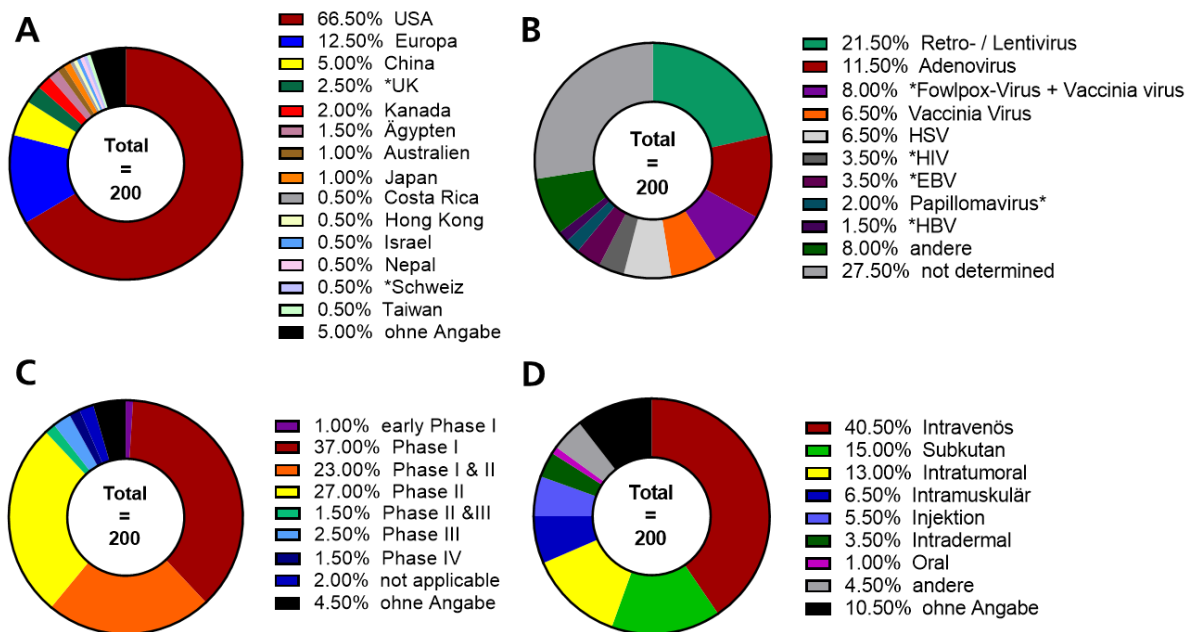 A
Total
=
200
66.50% USA
12.50% Europa
5.00% China
2.50% *UK
2.00% Kanada
1.50% Ägypten
1.00% Australien
1.00% Japan
0.50% Costa Rica
0.50% Hong Kong
0.50% Israel
0.50% Nepal
0.50% *Schweiz
0.50% Taiwan
5.00% ohne Angabe
B
Total
=
200
21.50% Retro- / Lentivirus
11.50% Adenovirus
8.00% *Fowlpox-Virus + Vaccinia virus
6.50% Vaccinia Virus
6.50% HSV
3.50% *HIV
3.50% *EBV
2.00% Papillomavirus*
1.50% *HBV
8.00% andere
27.50% not determined
C
Total
=
200
1.00% early Phase I
37.00% Phase I
23.00% Phase I & II
27.00% Phase II
1.50% Phase II &III
2.50% Phase III
1.50% Phase IV
2.00% not applicable
4.50% ohne Angabe
D
Total
=
200
40.50% Intravenös
15.00% Subkutan
13.00% Intratumoral
6.50% Intramuskulär
5.50% Injektion
3.50% Intradermal
1.00% Oral
4.50% andere
10.50% ohne Angabe